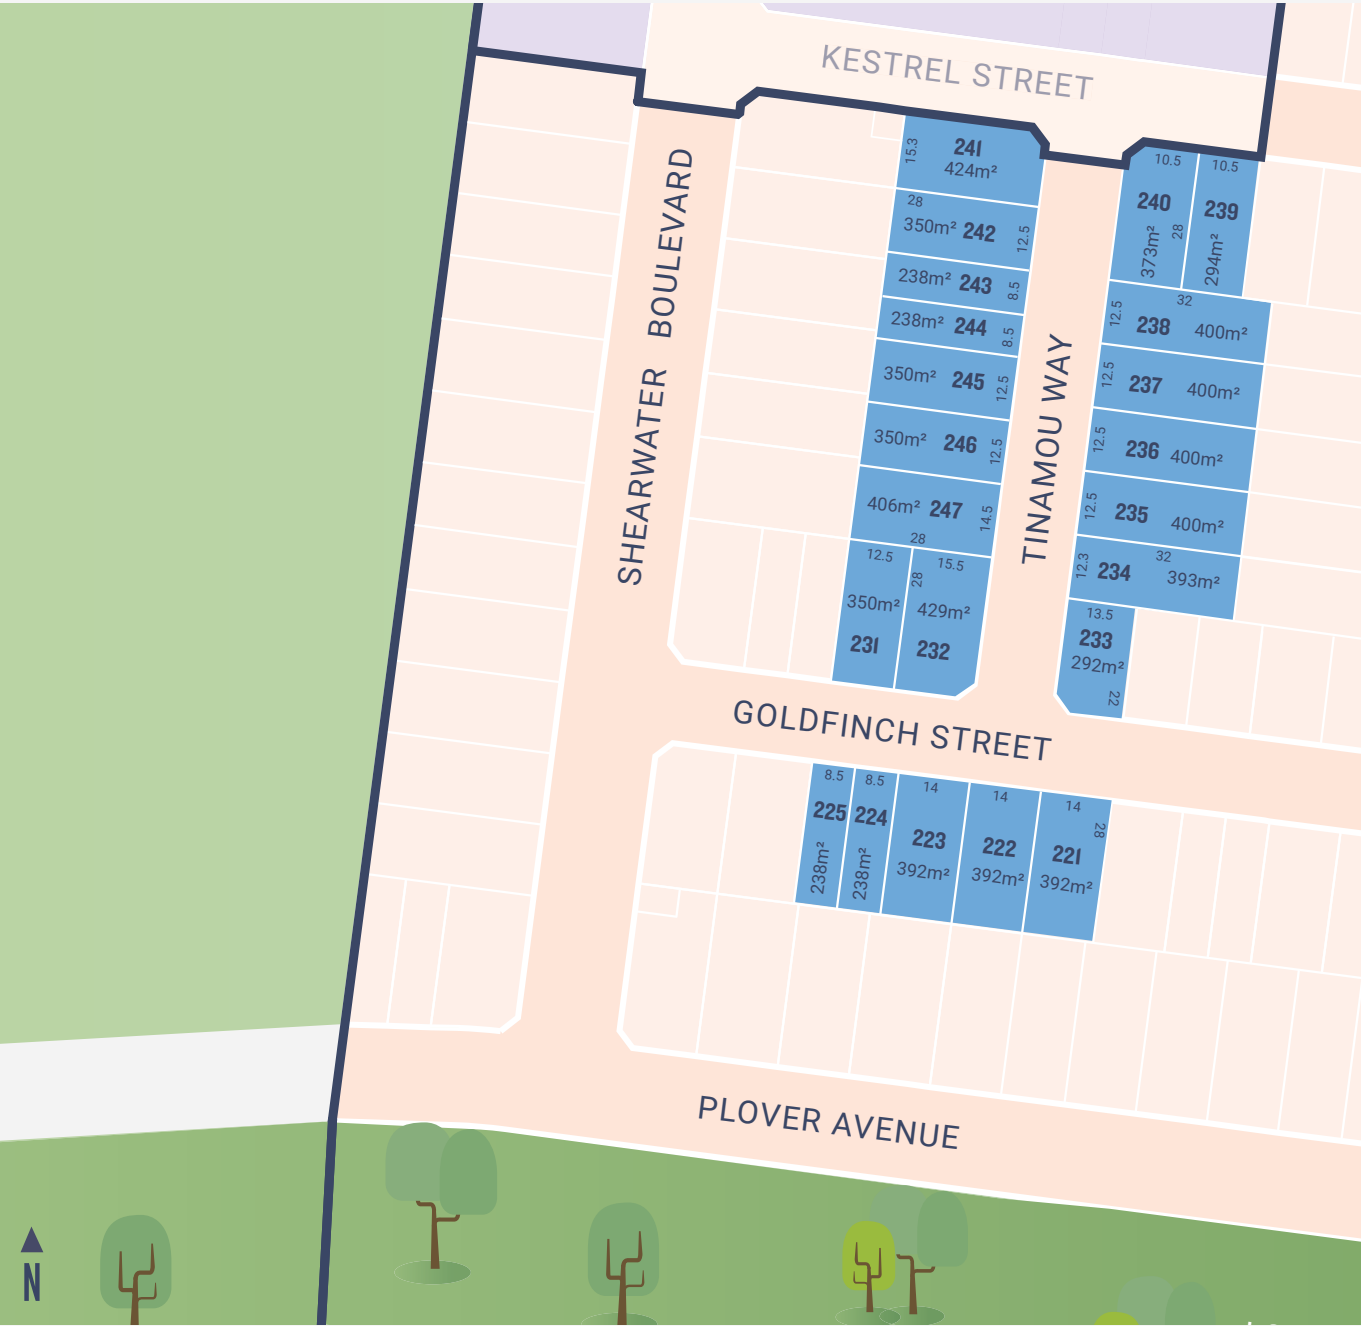 KESTREL STREET
15.3
241
424m²
28
350m² 242
12.5
238m² 243
8.5
238m² 244
8.5
350m² 245
12.5
350m² 246
12.5
406m² 247
14.5
28
12.5
350m²
231
28
15.5
429m²
232
SHEARWATER BOULEVARD
TINAMOU WAY
10.5
240
373m²
28
10.5
239
294m²
32
12.5
238 400m²
12.5
237 400m²
12.5
236 400m²
12.5
235 400m²
32
12.3
234 393m²
13.5
233
292m²
22
GOLDFINCH STREET
8.5
225
238m²
8.5
224
238m²
14
223
392m²
14
222
392m²
14
28
221
392m²
PLOVER AVENUE
N